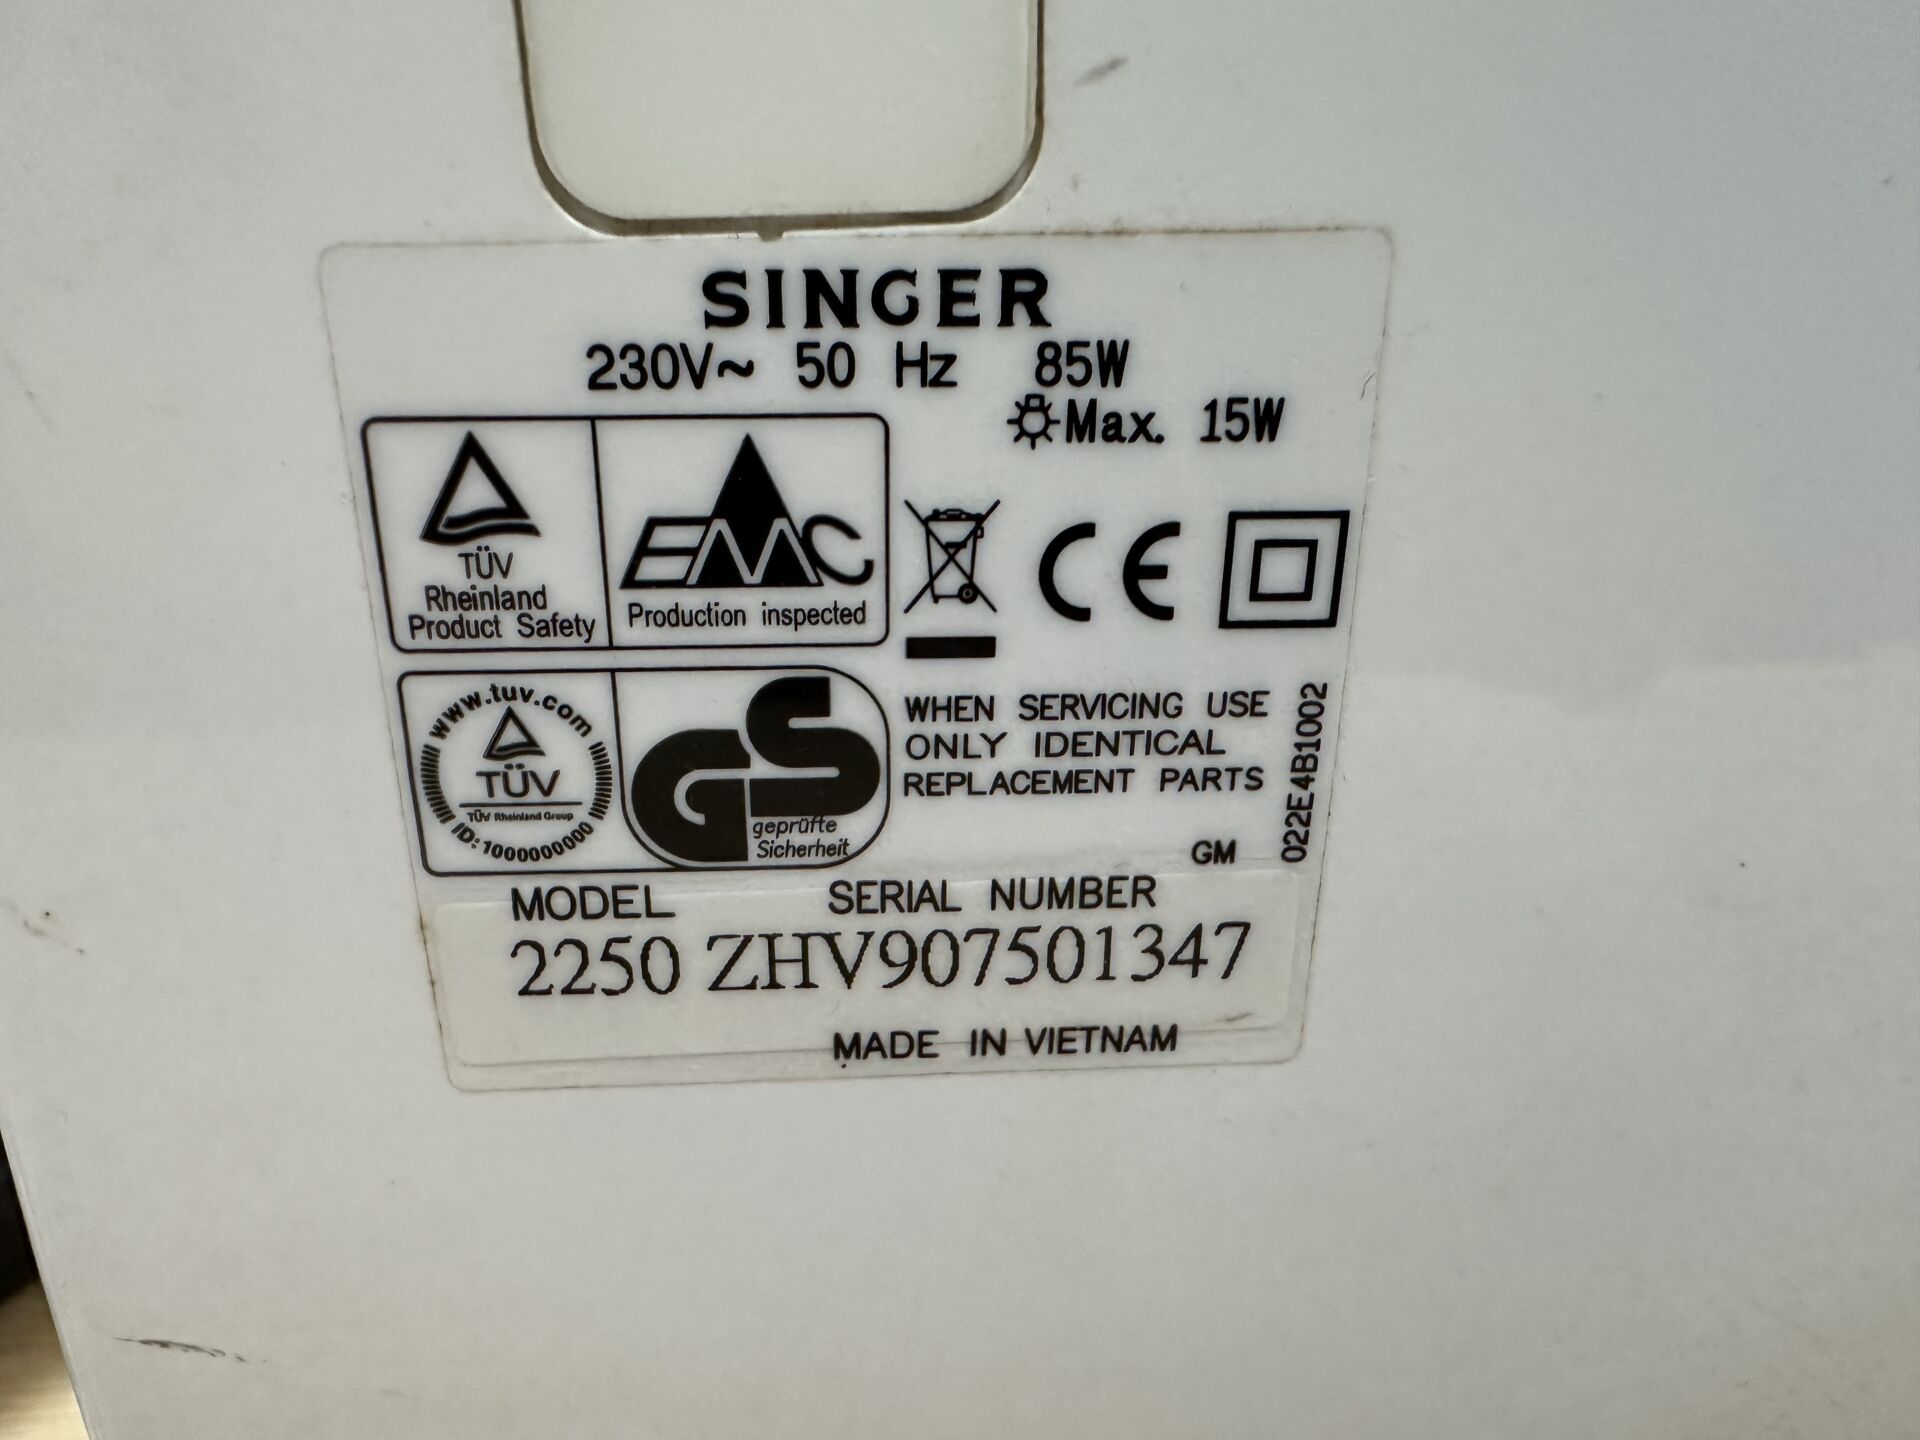 SINGER
230V~ 50 Hz 85W
Max. 15W
TÜV
Rheinland
Product Safety
EMC
Production inspected
CE
www.tuv.com
TÜV
TÜV Rheinland Group
ID: 1000000000
GS
geprüfte
Sicherheit
WHEN SERVICING USE
ONLY IDENTICAL
REPLACEMENT PARTS
GM
022E4B1002
MODEL SERIAL NUMBER
2250 ZHV907501347
MADE IN VIETNAM